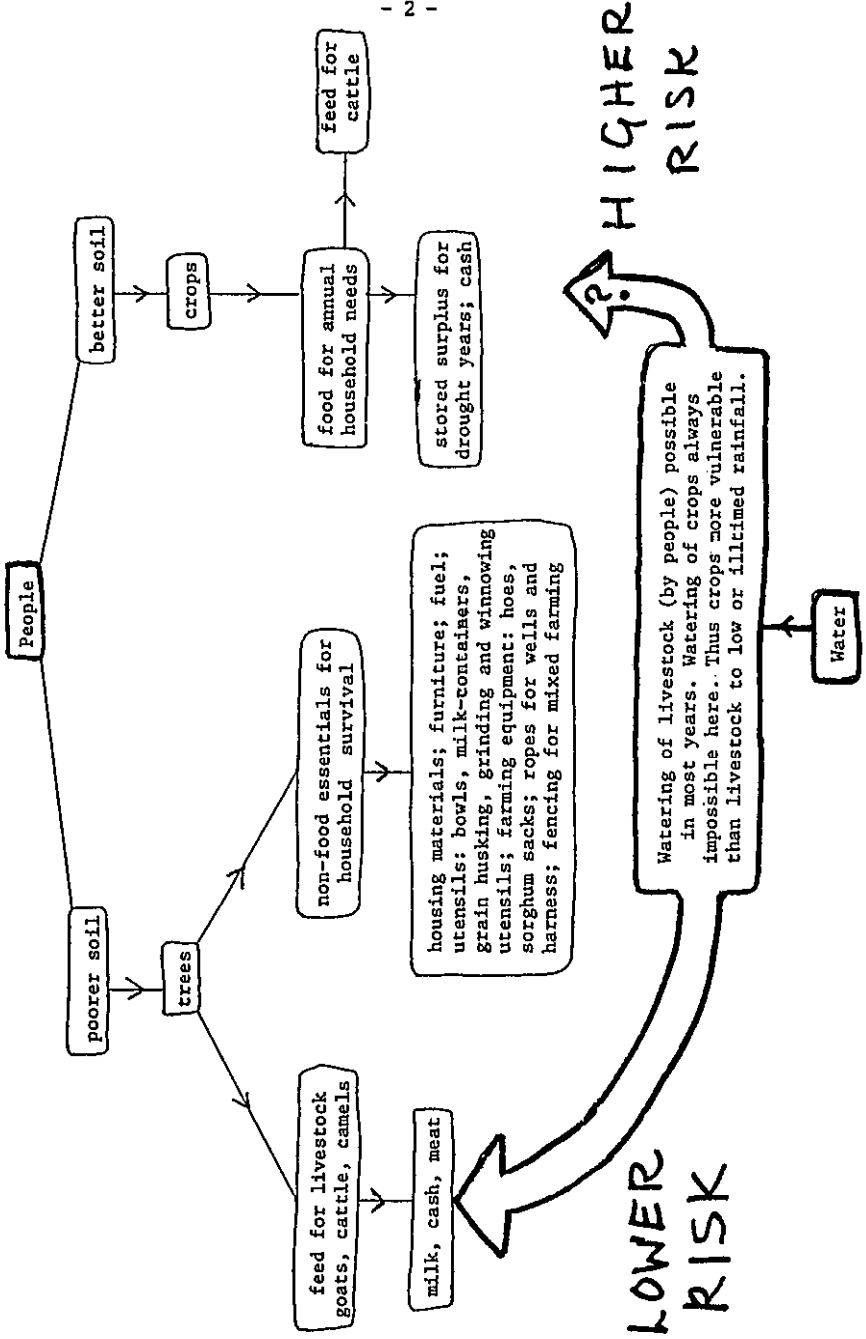 - 2 -
People
poorer soil
better soil
trees
crops
feed for livestock
goats, cattle, camels
non-food essentials for
household survival
food for annual
household needs
feed for
cattle
milk, cash, meat
housing materials; furniture; fuel;
utensils: bowls, milk-containers,
grain husking, grinding and winnowing
utensils; farming equipment: hoes,
sorghum sacks; ropes for wells and
harness; fencing for mixed farming
stored surplus for
drought years; cash
LOWER
RISK
?
HIGHER
RISK
Watering of livestock (by people) possible
in most years. Watering of crops always
impossible here. Thus crops more vulnerable
than livestock to low or illtimed rainfall.
Water